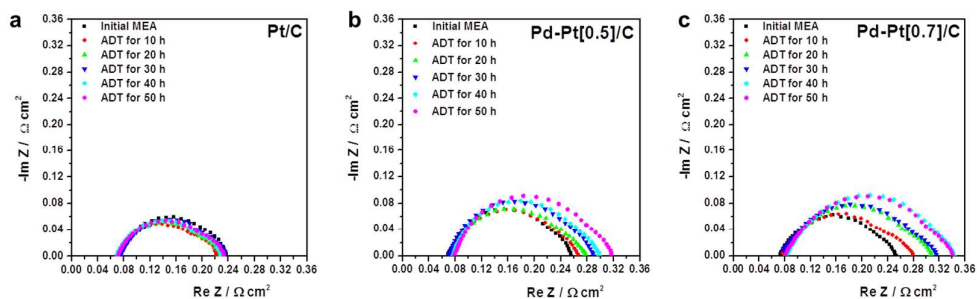 a
Pt/C
Initial MEA
ADT for 10 h
ADT for 20 h
ADT for 30 h
ADT for 40 h
ADT for 50 h
-Im Z / Ω cm2
0.36
0.32
0.28
0.24
0.20
0.16
0.12
0.08
0.04
0.00
0.00 0.04 0.08 0.12 0.16 0.20 0.24 0.28 0.32 0.36
Re Z / Ω cm2
b
Pd-Pt[0.5]/C
Initial MEA
ADT for 10 h
ADT for 20 h
ADT for 30 h
ADT for 40 h
ADT for 50 h
-Im Z / Ω cm2
0.36
0.32
0.28
0.24
0.20
0.16
0.12
0.08
0.04
0.00
0.00 0.04 0.08 0.12 0.16 0.20 0.24 0.28 0.32 0.36
Re Z / Ω cm2
c
Pd-Pt[0.7]/C
Initial MEA
ADT for 10 h
ADT for 20 h
ADT for 30 h
ADT for 40 h
ADT for 50 h
-Im Z / Ω cm2
0.36
0.32
0.28
0.24
0.20
0.16
0.12
0.08
0.04
0.00
0.00 0.04 0.08 0.12 0.16 0.20 0.24 0.28 0.32 0.36
Re Z / Ω cm2